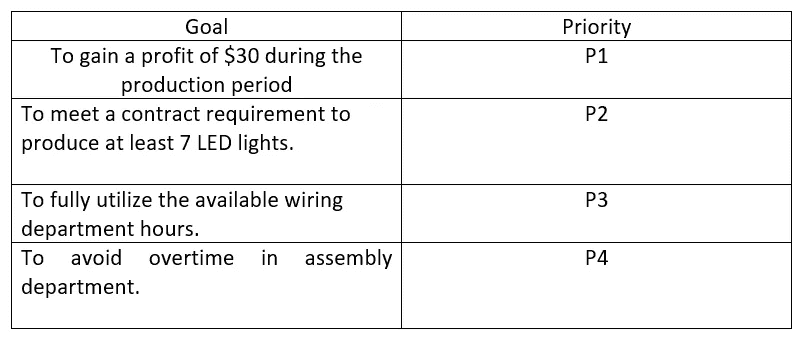 Goal
Priority
To gain a profit of $30 during the
production period
P1
To meet a contract requirement to
produce at least 7 LED lights.
P2
To fully utilize the available wiring
department hours.
P3
To avoid overtime in assembly
department.
P4